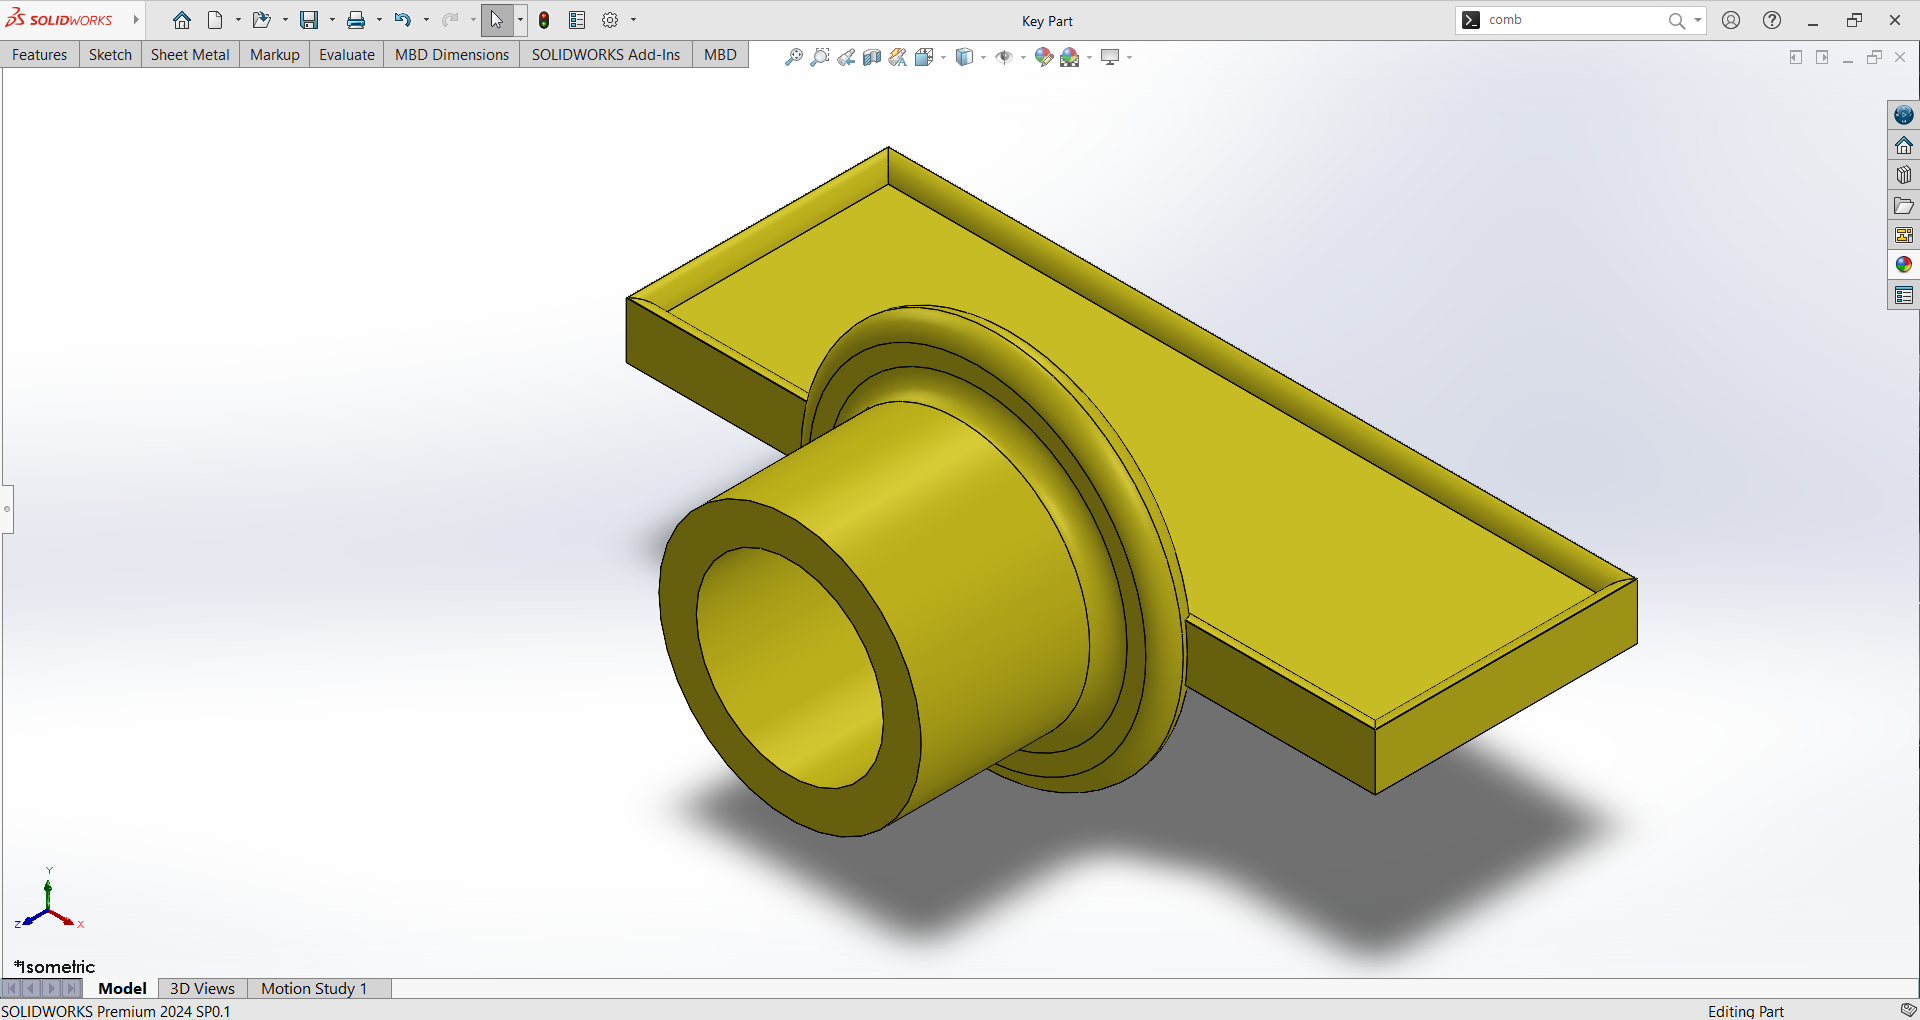 SOLIDWORKS
Key Part
comb
Features Sketch Sheet Metal Markup Evaluate MBD Dimensions SOLIDWORKS Add-Ins MBD
Y
Z
X
*Isometric
Model 3D Views Motion Study 1
SOLIDWORKS Premium 2024 SP0.1
Editing Part